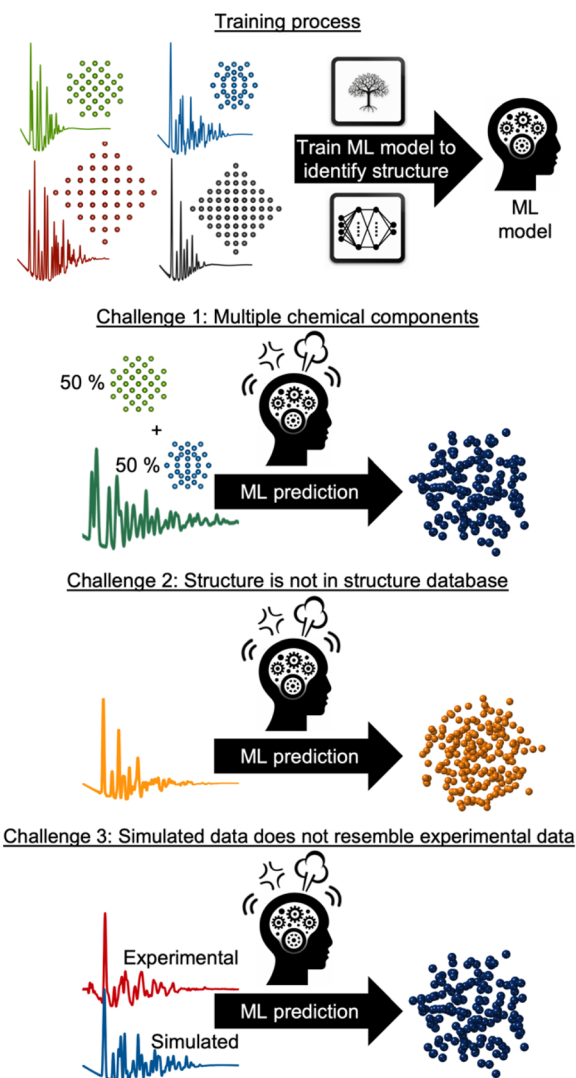 Training process
Train ML model to
identify structure
ML
model
Challenge 1: Multiple chemical components
50 %
+
50 %
ML prediction
Challenge 2: Structure is not in structure database
ML prediction
Challenge 3: Simulated data does not resemble experimental data
Experimental
ML prediction
Simulated